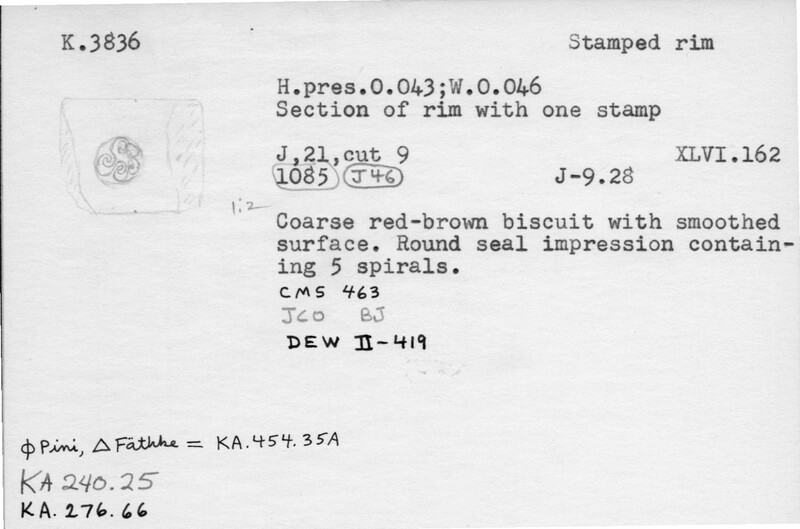 K.3836 Stamped rim
H.pres.0.043;W.0.046
Section of rim with one stamp
J,21,cut 9 XLVI.162
1085 J46 J-9.28
1:2
Coarse red-brown biscuit with smoothed
surface. Round seal impression contain-
ing 5 spirals.
CMS 463
JCO BJ
DEW II-419
φ Pini, △ Fäthke = KA.454.35A
KA 240.25
KA. 276.66